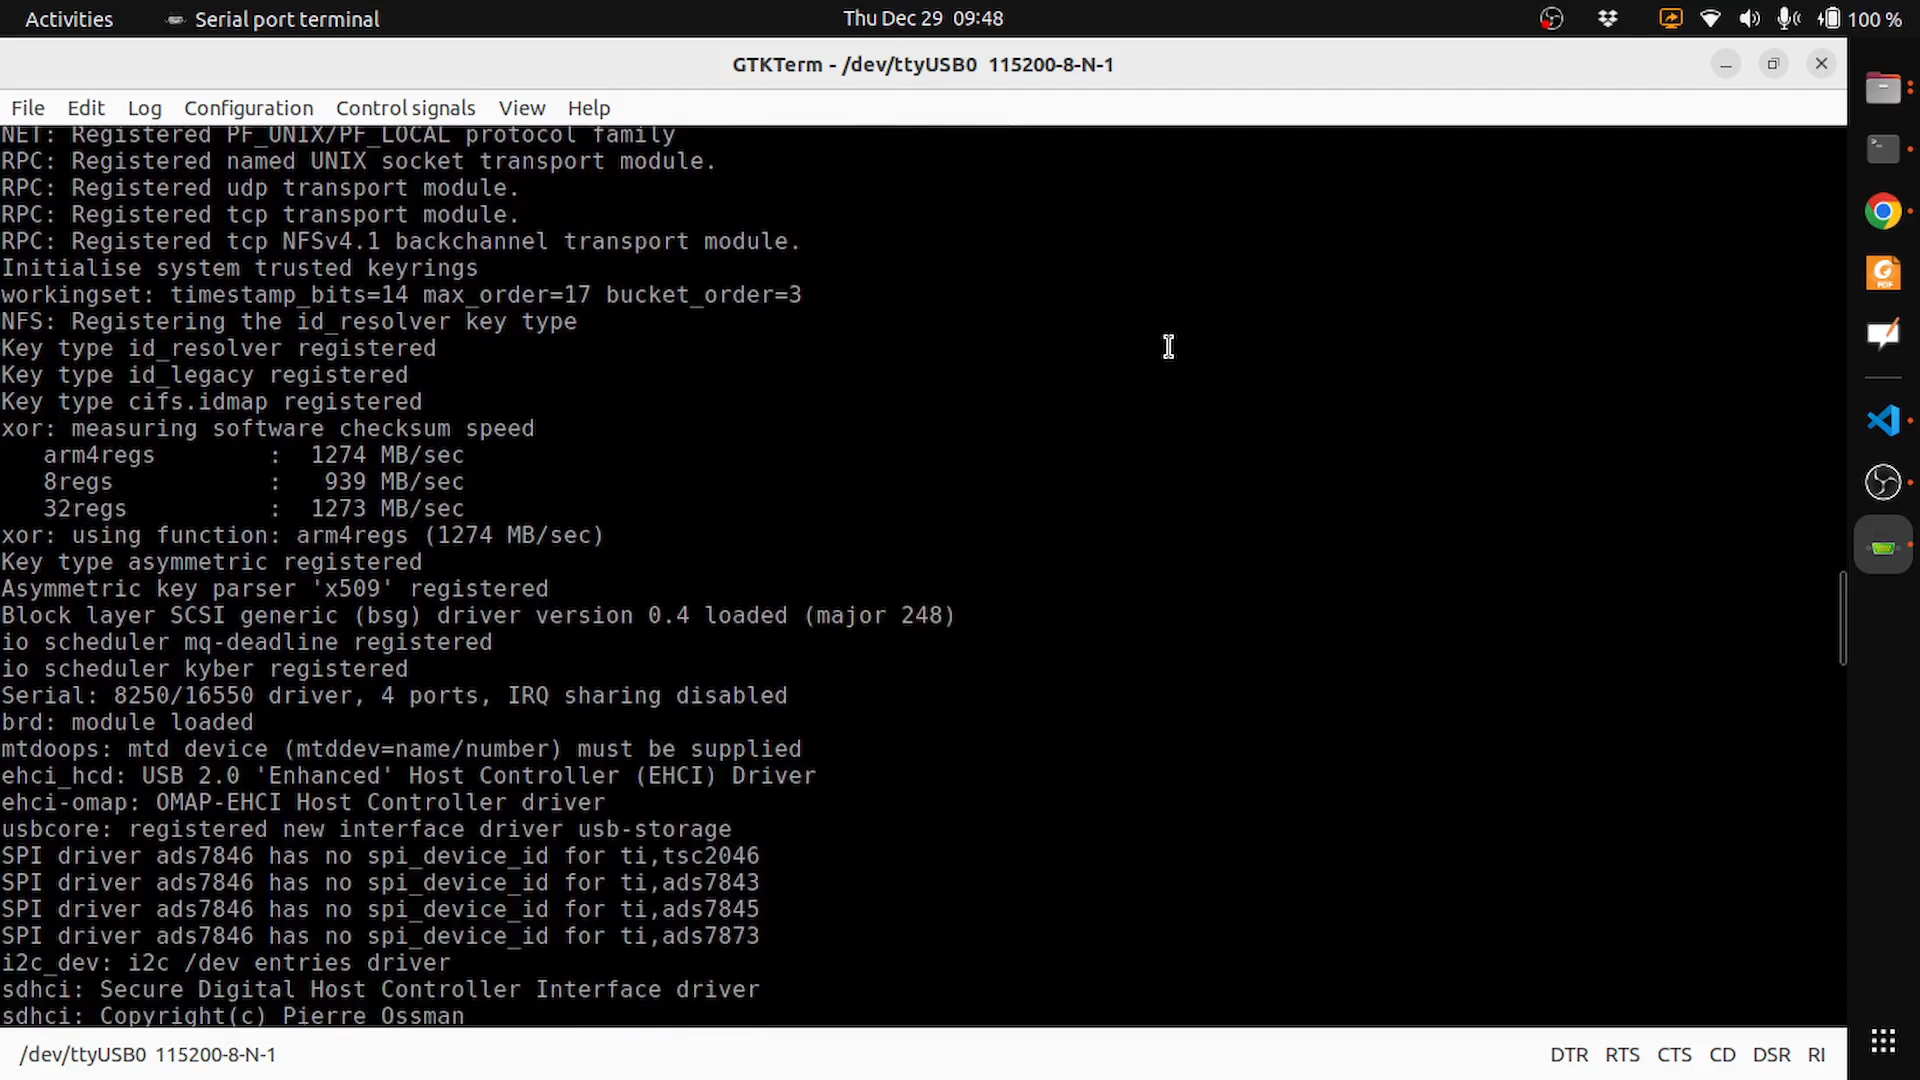 Activities Serial port terminal Thu Dec 29 09:48 100 %
GTKTerm - /dev/ttyUSB0 115200-8-N-1
File Edit Log Configuration Control signals View Help
NET: Registered PF_UNIX/PF_LOCAL protocol family
RPC: Registered named UNIX socket transport module.
RPC: Registered udp transport module.
RPC: Registered tcp transport module.
RPC: Registered tcp NFSv4.1 backchannel transport module.
Initialise system trusted keyrings
workingset: timestamp_bits=14 max_order=17 bucket_order=3
NFS: Registering the id_resolver key type
Key type id_resolver registered
Key type id_legacy registered
Key type cifs.idmap registered
xor: measuring software checksum speed
   arm4regs        :  1274 MB/sec
   8regs           :   939 MB/sec
   32regs          :  1273 MB/sec
xor: using function: arm4regs (1274 MB/sec)
Key type asymmetric registered
Asymmetric key parser 'x509' registered
Block layer SCSI generic (bsg) driver version 0.4 loaded (major 248)
io scheduler mq-deadline registered
io scheduler kyber registered
Serial: 8250/16550 driver, 4 ports, IRQ sharing disabled
brd: module loaded
mtdoops: mtd device (mtddev=name/number) must be supplied
ehci_hcd: USB 2.0 'Enhanced' Host Controller (EHCI) Driver
ehci-omap: OMAP-EHCI Host Controller driver
usbcore: registered new interface driver usb-storage
SPI driver ads7846 has no spi_device_id for ti,tsc2046
SPI driver ads7846 has no spi_device_id for ti,ads7843
SPI driver ads7846 has no spi_device_id for ti,ads7845
SPI driver ads7846 has no spi_device_id for ti,ads7873
i2c_dev: i2c /dev entries driver
sdhci: Secure Digital Host Controller Interface driver
sdhci: Copyright(c) Pierre Ossman
/dev/ttyUSB0 115200-8-N-1 DTR RTS CTS CD DSR RI
PDF